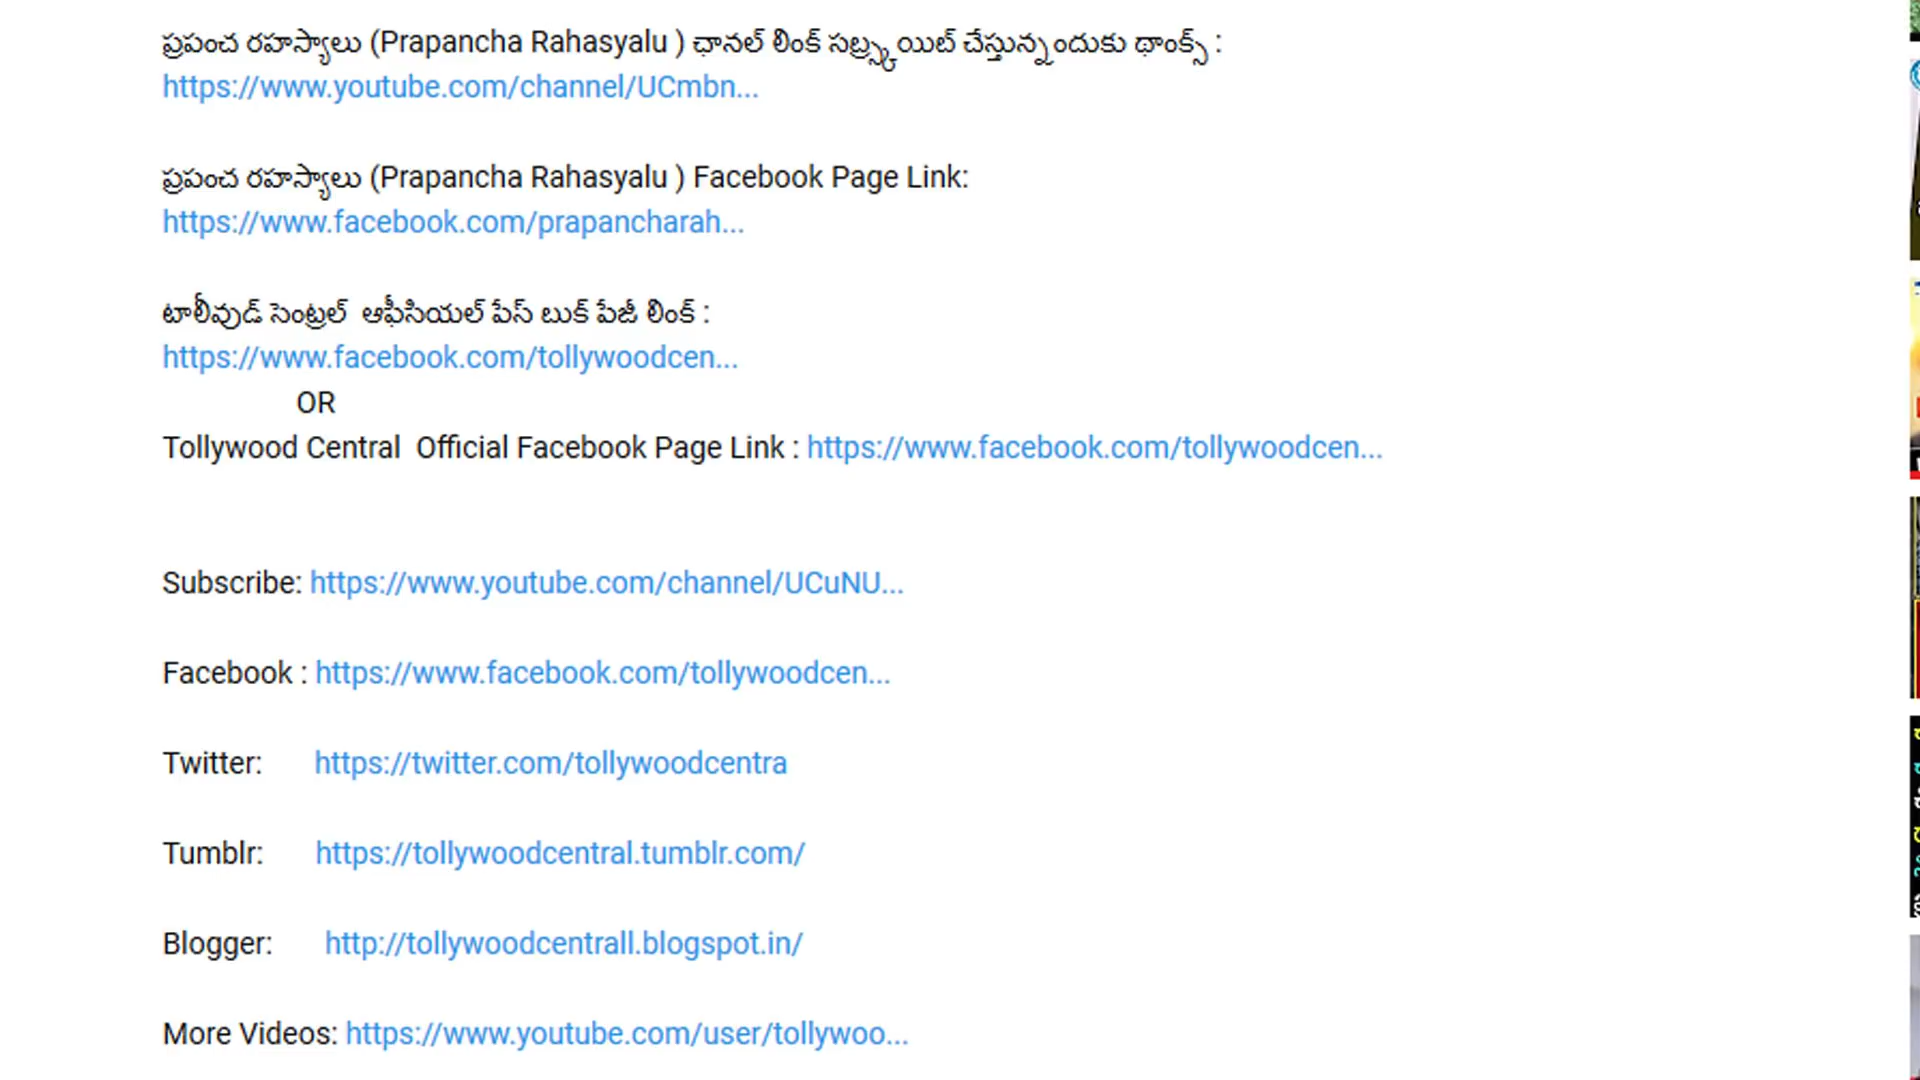 ప్రపంచ రహస్యాలు (Prapancha Rahasyalu ) ఛానల్ లింక్ సబ్స్క్రయిబ్ చేస్తున్నందుకు థాంక్స్ :
https://www.youtube.com/channel/UCmbn...
ప్రపంచ రహస్యాలు (Prapancha Rahasyalu ) Facebook Page Link:
https://www.facebook.com/prapancharah...
టాలీవుడ్ సెంట్రల్  ఆఫీసియల్ పేస్ బుక్ పేజీ లింక్ :
https://www.facebook.com/tollywoodcen...
OR
Tollywood Central  Official Facebook Page Link : https://www.facebook.com/tollywoodcen...
Subscribe: https://www.youtube.com/channel/UCuNU...
Facebook : https://www.facebook.com/tollywoodcen...
Twitter: https://twitter.com/tollywoodcentra
Tumblr: https://tollywoodcentral.tumblr.com/
Blogger: http://tollywoodcentrall.blogspot.in/
More Videos: https://www.youtube.com/user/tollywoo...